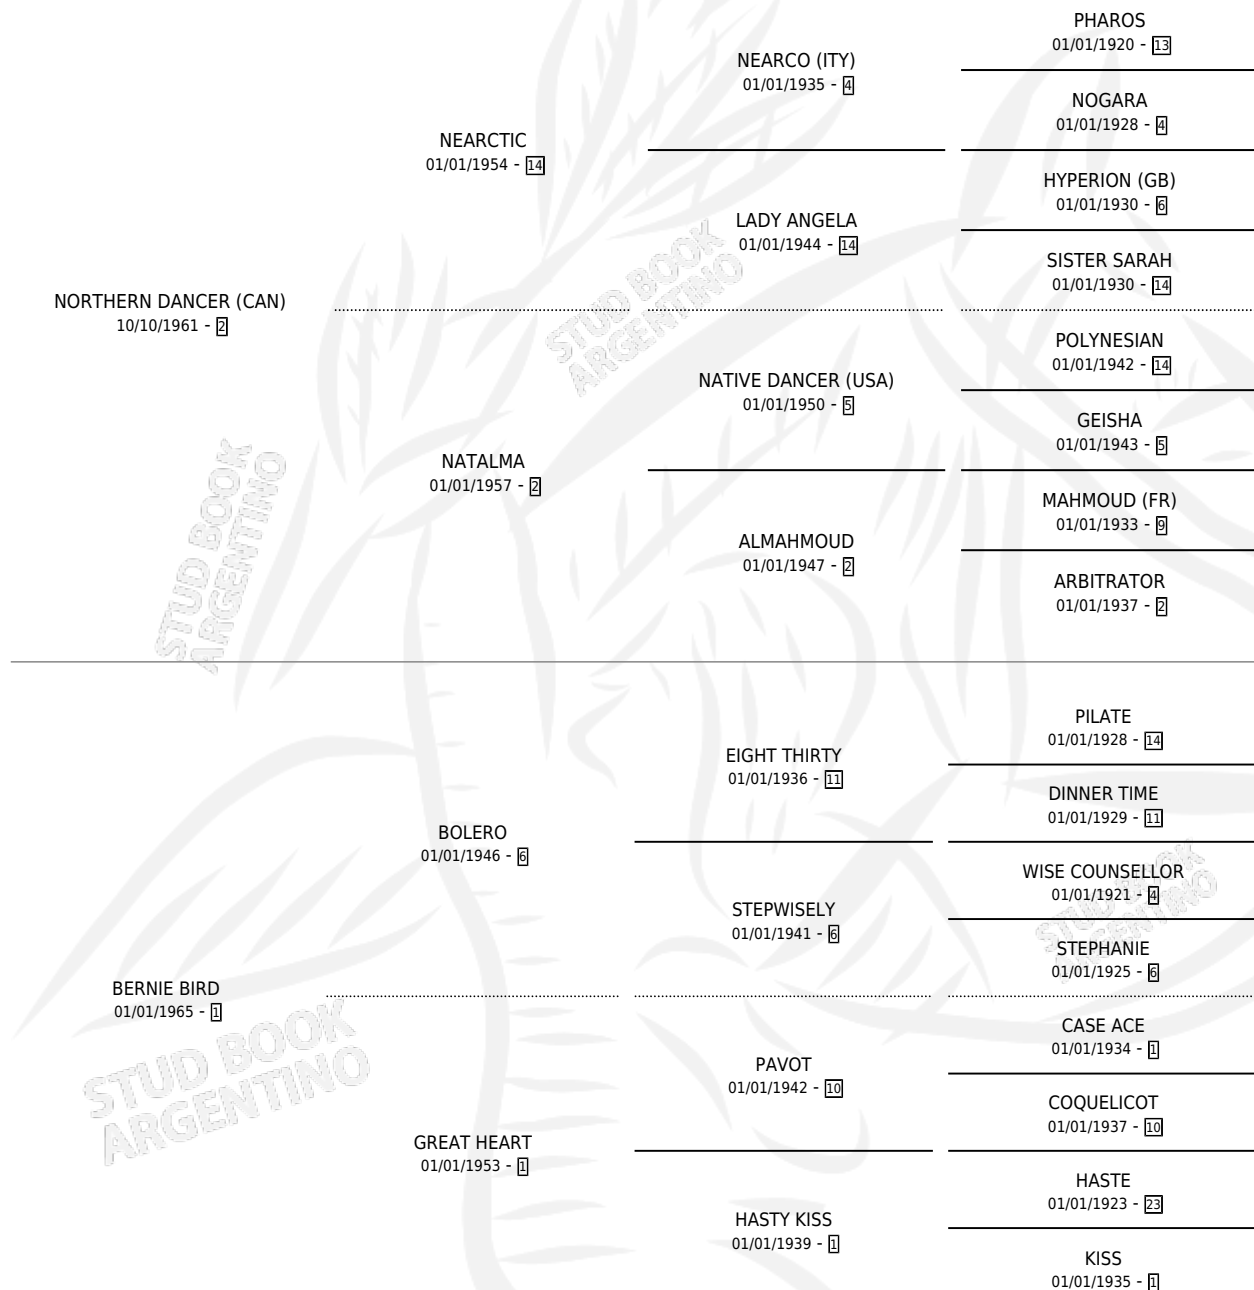 PHAROS
01/01/1920 - 13
NEARCO (ITY)
01/01/1935 - 4
NOGARA
01/01/1928 - 4
NEARCTIC
01/01/1954 - 14
HYPERION (GB)
01/01/1930 - 6
LADY ANGELA
01/01/1944 - 14
SISTER SARAH
01/01/1930 - 14
NORTHERN DANCER (CAN)
10/10/1961 - 2
STUD BOOK
ARGENTINO
POLYNESIAN
01/01/1942 - 14
NATIVE DANCER (USA)
01/01/1950 - 5
GEISHA
01/01/1943 - 5
NATALMA
01/01/1957 - 2
MAHMOUD (FR)
01/01/1933 - 9
ALMAHMOUD
01/01/1947 - 2
ARBITRATOR
01/01/1937 - 2
STUD BOOK
ARGENTINO
PILATE
01/01/1928 - 14
EIGHT THIRTY
01/01/1936 - 11
DINNER TIME
01/01/1929 - 11
BOLERO
01/01/1946 - 6
WISE COUNSELLOR
01/01/1921 - 4
STEPWISELY
01/01/1941 - 6
STUD BOOK
ARGENTINO
STEPHANIE
01/01/1925 - 6
BERNIE BIRD
01/01/1965 - 1
CASE ACE
01/01/1934 - 1
PAVOT
01/01/1942 - 10
STUD BOOK
ARGENTINO
COQUELICOT
01/01/1937 - 10
GREAT HEART
01/01/1953 - 1
HASTE
01/01/1923 - 23
HASTY KISS
01/01/1939 - 1
KISS
01/01/1935 - 1